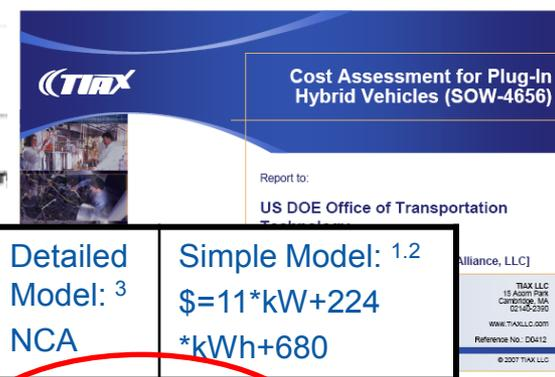 TIAX
Cost Assessment for Plug-In
Hybrid Vehicles (SOW-4656)
Report to:
US DOE Office of Transportation
Alliance, LLC]
TIAX LLC
15 Acorn Park
Cambridge, MA
02140-2390
www.TIAXLLC.com
Reference No.: D0412
© 2007 TIAX LLC
Detailed
Model: 3
NCA
Simple Model: 1.2
$=11*kW+224
*kWh+680